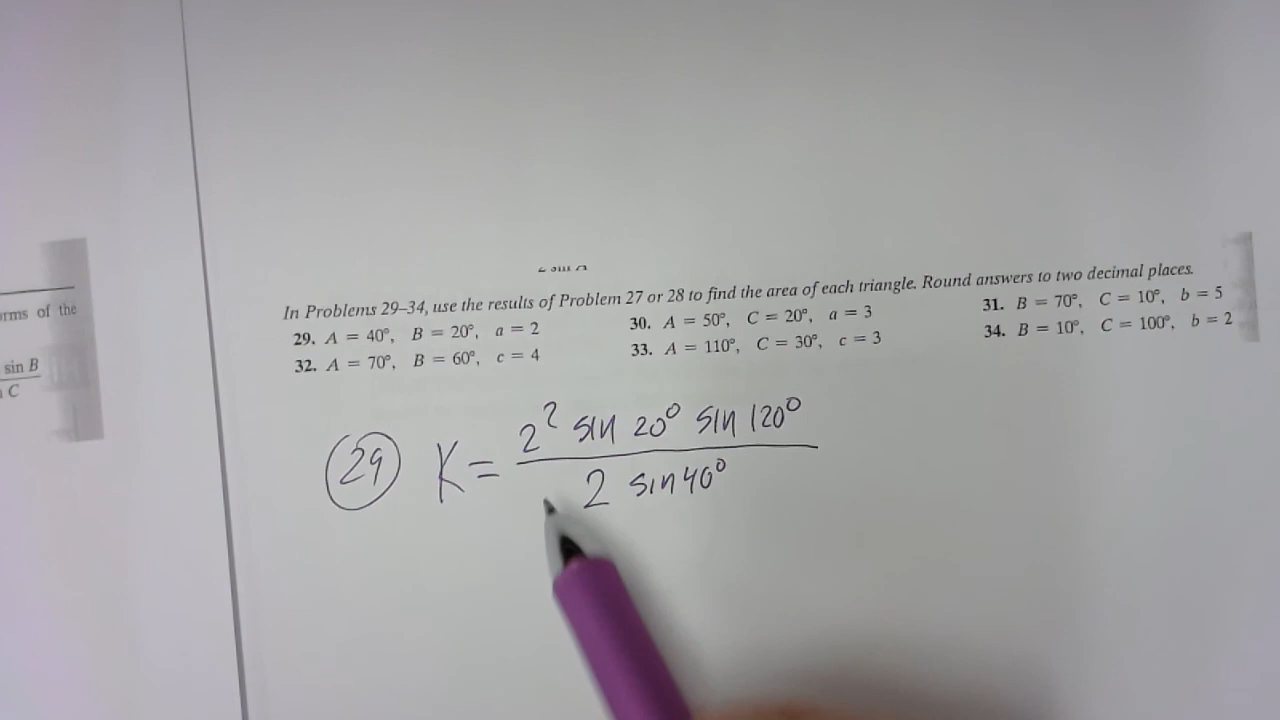 rms of the
sin B
C
In Problems 29–34, use the results of Problem 27 or 28 to find the area of each triangle. Round answers to two decimal places.
29. A = 40°, B = 20°, a = 2 30. A = 50°, C = 20°, a = 3 31. B = 70°, C = 10°, b = 5
32. A = 70°, B = 60°, c = 4 33. A = 110°, C = 30°, c = 3 34. B = 10°, C = 100°, b = 2
2² sin 20° sin 120°
29 K =
2 sin 40°